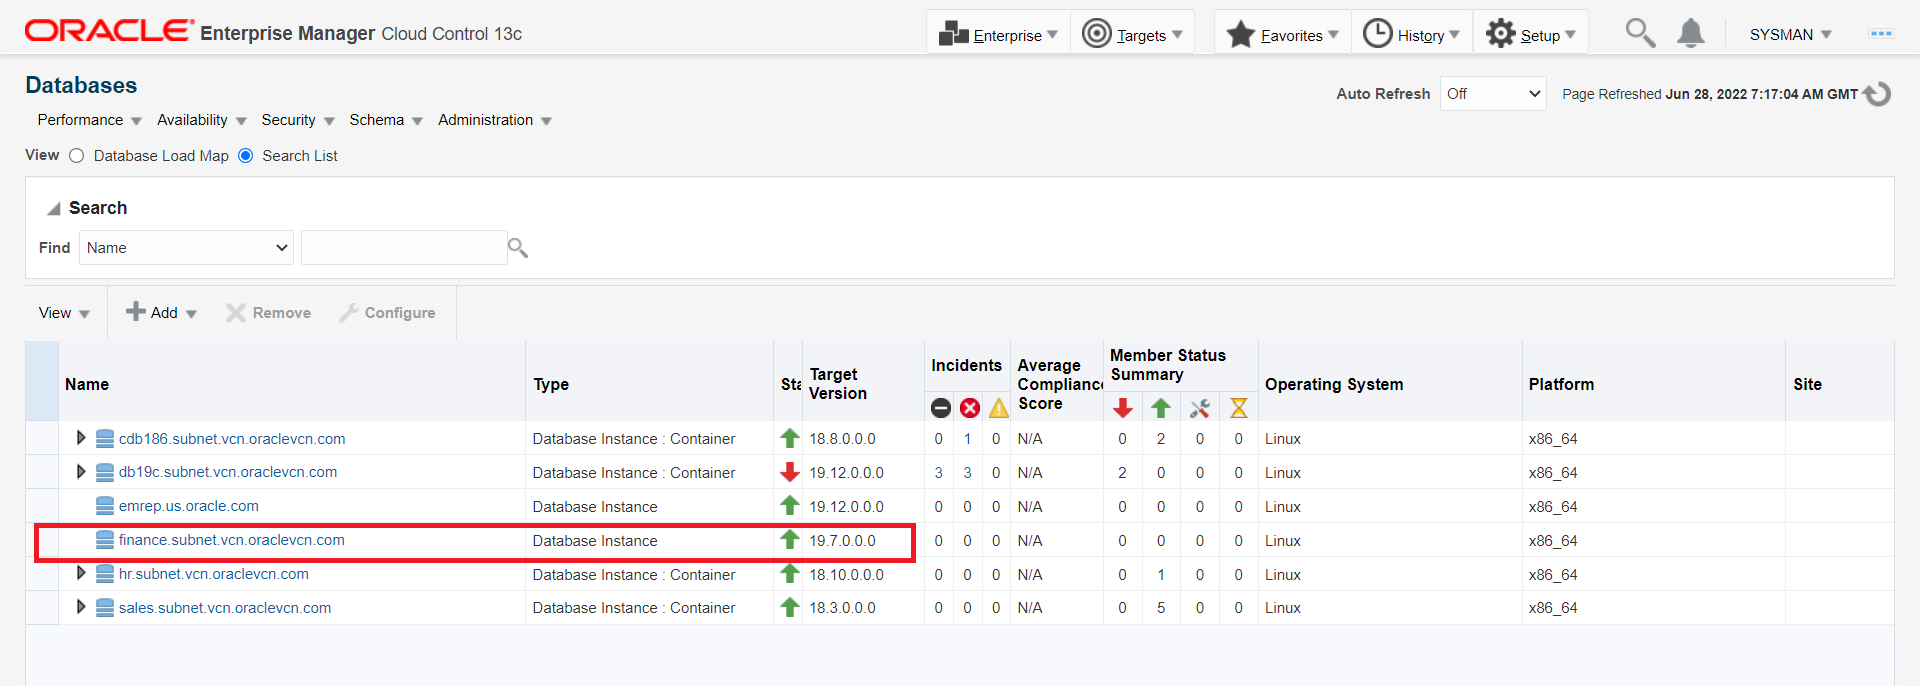 ORACLE Enterprise Manager Cloud Control 13c
Enterprise Targets Favorites History Setup SYSMAN
Databases
Auto Refresh Off Page Refreshed Jun 28, 2022 7:17:04 AM GMT
Performance Availability Security Schema Administration
View Database Load Map Search List
Search
Find Name
View Add Remove Configure
Name Type Sta Target Version Incidents Average Compliance Score Member Status Summary Operating System Platform Site
cdb186.subnet.vcn.oraclevcn.com Database Instance : Container 18.8.0.0.0 0 1 0 N/A 0 2 0 0 Linux x86_64
db19c.subnet.vcn.oraclevcn.com Database Instance : Container 19.12.0.0.0 3 3 0 N/A 2 0 0 0 Linux x86_64
emrep.us.oracle.com Database Instance 19.12.0.0.0 0 0 0 N/A 0 0 0 0 Linux x86_64
finance.subnet.vcn.oraclevcn.com Database Instance 19.7.0.0.0 0 0 0 N/A 0 0 0 0 Linux x86_64
hr.subnet.vcn.oraclevcn.com Database Instance : Container 18.10.0.0.0 0 0 0 N/A 0 1 0 0 Linux x86_64
sales.subnet.vcn.oraclevcn.com Database Instance : Container 18.3.0.0.0 0 0 0 N/A 0 5 0 0 Linux x86_64